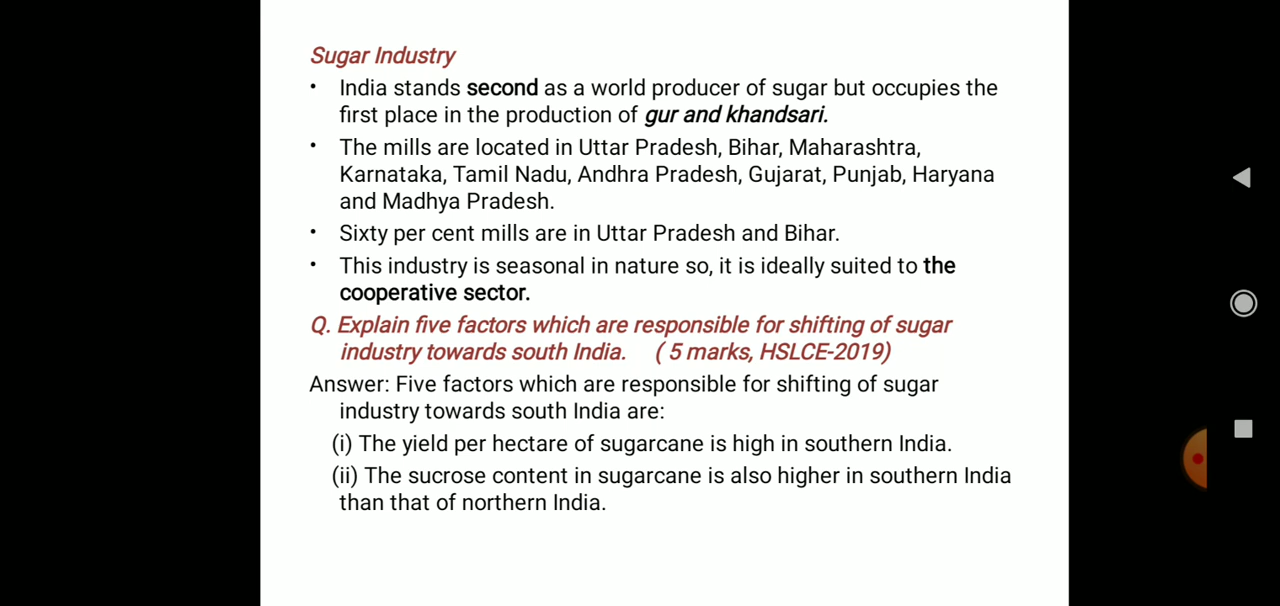 Sugar Industry
• India stands second as a world producer of sugar but occupies the
first place in the production of gur and khandsari.
• The mills are located in Uttar Pradesh, Bihar, Maharashtra,
Karnataka, Tamil Nadu, Andhra Pradesh, Gujarat, Punjab, Haryana
and Madhya Pradesh.
• Sixty per cent mills are in Uttar Pradesh and Bihar.
• This industry is seasonal in nature so, it is ideally suited to the
cooperative sector.
Q. Explain five factors which are responsible for shifting of sugar
industry towards south India. ( 5 marks, HSLCE-2019)
Answer: Five factors which are responsible for shifting of sugar
industry towards south India are:
(i) The yield per hectare of sugarcane is high in southern India.
(ii) The sucrose content in sugarcane is also higher in southern India
than that of northern India.